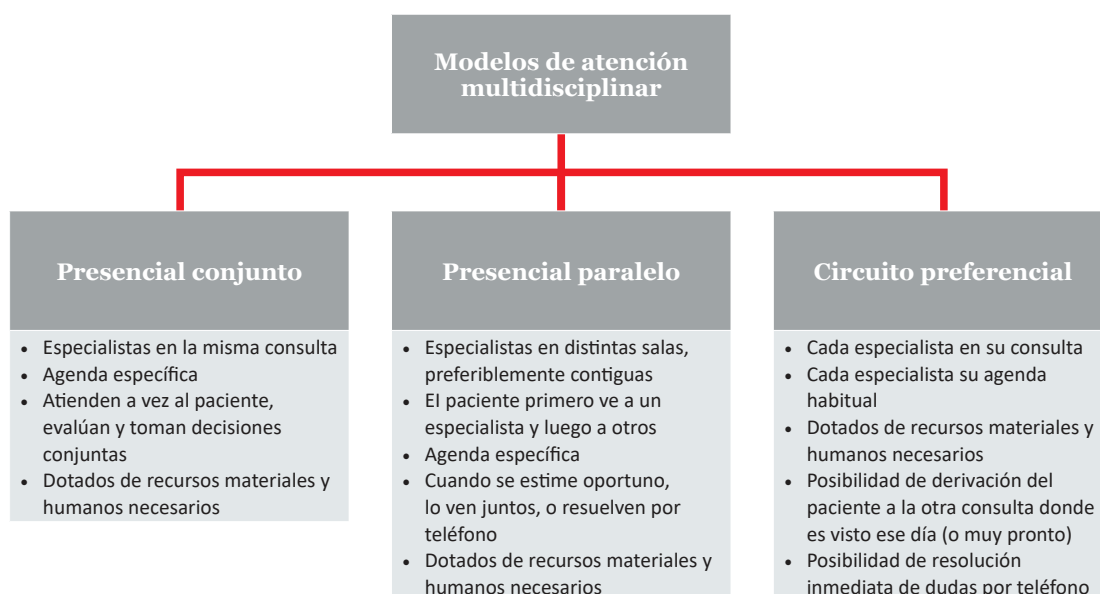 Modelos de atención
multidisciplinar
Presencial conjunto
• Especialistas en la misma consulta
• Agenda específica
• Atienden a vez al paciente,
evalúan y toman decisiones
conjuntas
• Dotados de recursos materiales y
humanos necesarios
Presencial paralelo
• Especialistas en distintas salas,
preferiblemente contiguas
• El paciente primero ve a un
especialista y luego a otros
• Agenda específica
• Cuando se estime oportuno,
lo ven juntos, o resuelven por
teléfono
• Dotados de recursos materiales y
humanos necesarios
Circuito preferencial
• Cada especialista en su consulta
• Cada especialista su agenda
habitual
• Dotados de recursos materiales y
humanos necesarios
• Posibilidad de derivación del
paciente a la otra consulta donde
es visto ese día (o muy pronto)
• Posibilidad de resolución
inmediata de dudas por teléfono